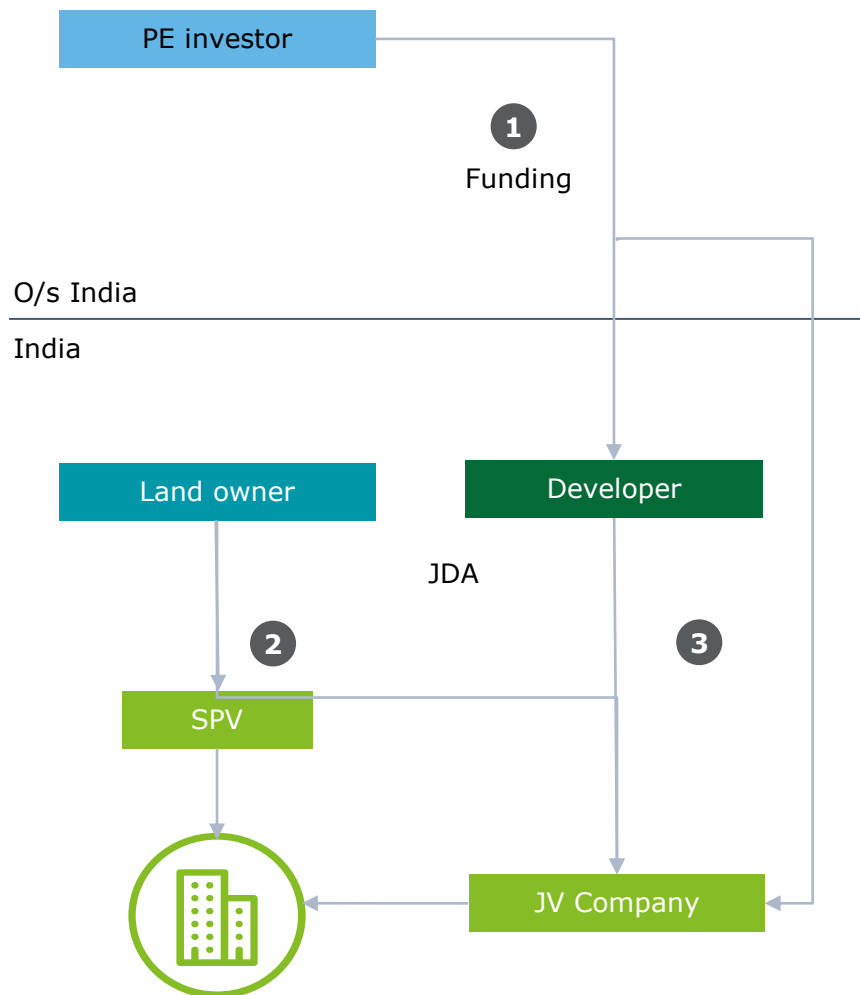 PE investor
1
Funding
O/s India
India
Land owner
Developer
JDA
2
3
SPV
JV Company